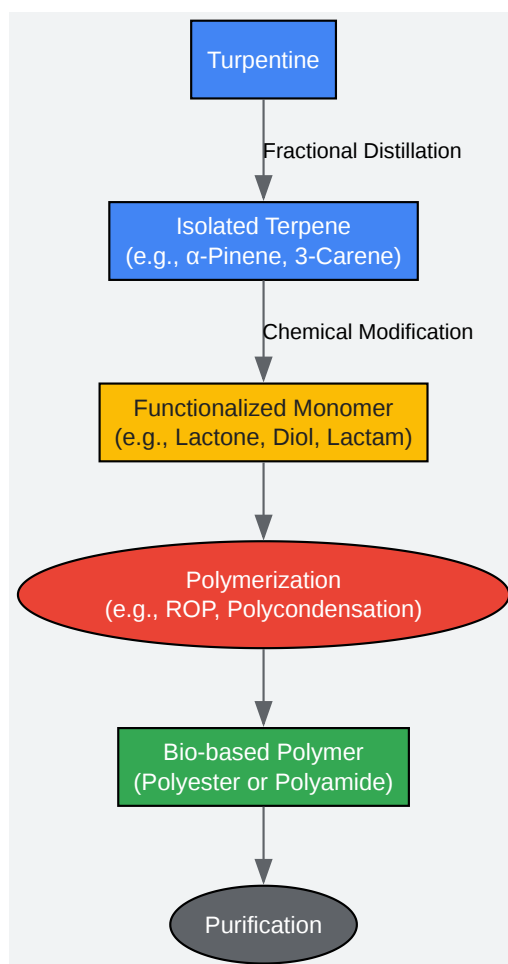 Turpentine
Fractional Distillation
Isolated Terpene
(e.g., α-Pinene, 3-Carene)
Chemical Modification
Functionalized Monomer
(e.g., Lactone, Diol, Lactam)
Polymerization
(e.g., ROP, Polycondensation)
Bio-based Polymer
(Polyester or Polyamide)
Purification